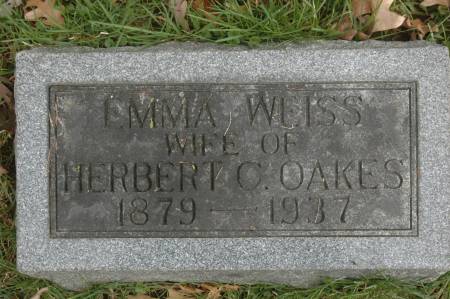 EMMA WEISS
WIFE OF
HERBERT C. OAKES
1879 — 1937